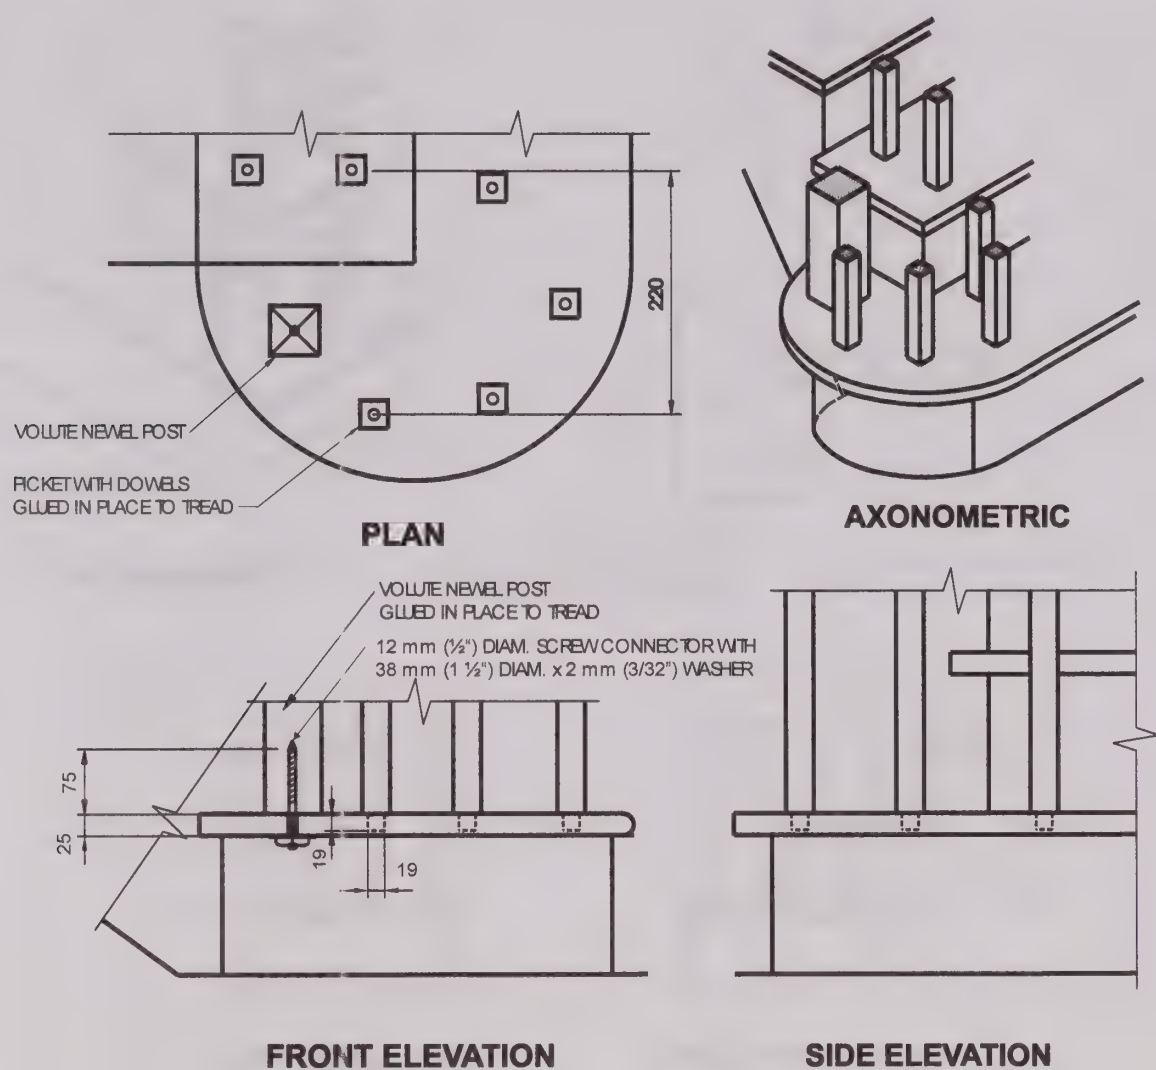 220
VOLUTE NEWEL POST
PICKET WITH DOWELS
GLUED IN PLACE TO TREAD
PLAN
AXONOMETRIC
VOLUTE NEWEL POST
GLUED IN PLACE TO TREAD
12 mm (½") DIAM. SCREW CONNECTOR WITH
38 mm (1 ½") DIAM. x 2 mm (3/32") WASHER
75
25
19
19
FRONT ELEVATION
SIDE ELEVATION